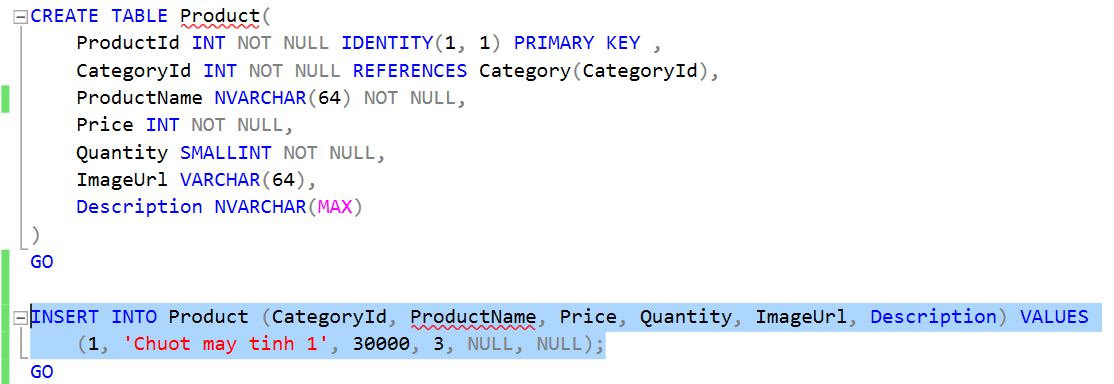 CREATE TABLE Product(
ProductId INT NOT NULL IDENTITY(1, 1) PRIMARY KEY ,
CategoryId INT NOT NULL REFERENCES Category(CategoryId),
ProductName NVARCHAR(64) NOT NULL,
Price INT NOT NULL,
Quantity SMALLINT NOT NULL,
ImageUrl VARCHAR(64),
Description NVARCHAR(MAX)
)
GO
INSERT INTO Product (CategoryId, ProductName, Price, Quantity, ImageUrl, Description) VALUES
(1, 'Chuot may tinh 1', 30000, 3, NULL, NULL);
GO